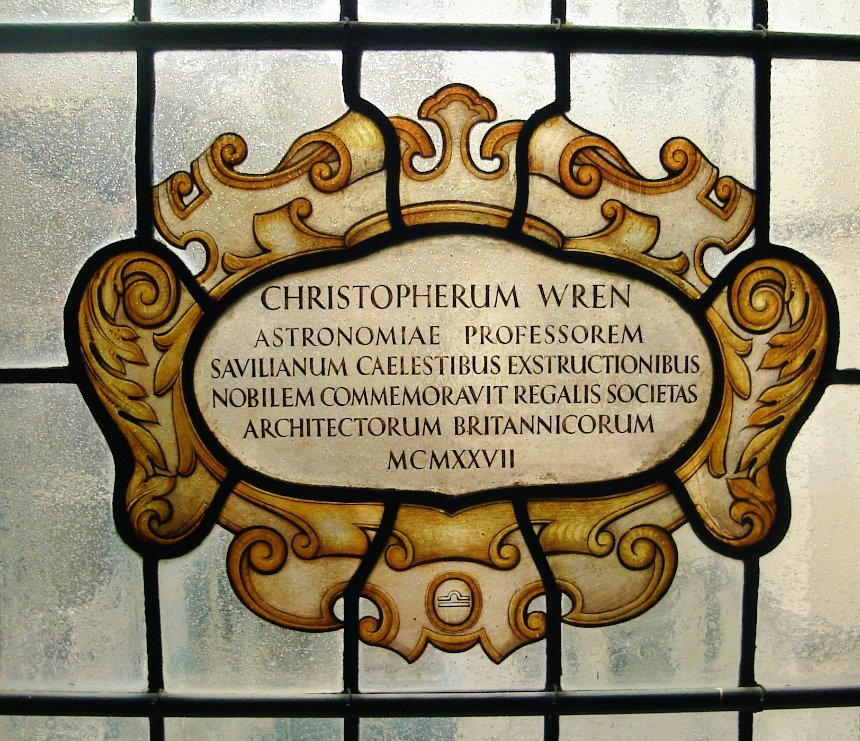 CHRISTOPHERUM WREN
ASTRONOMIAE PROFESSOREM
SAVILIANUM CAELESTIBUS EXSTRUCTIONIBUS
NOBILEM COMMEMORAVIT REGALIS SOCIETAS
ARCHITECTORUM BRITANNICORUM
MCMXXVII